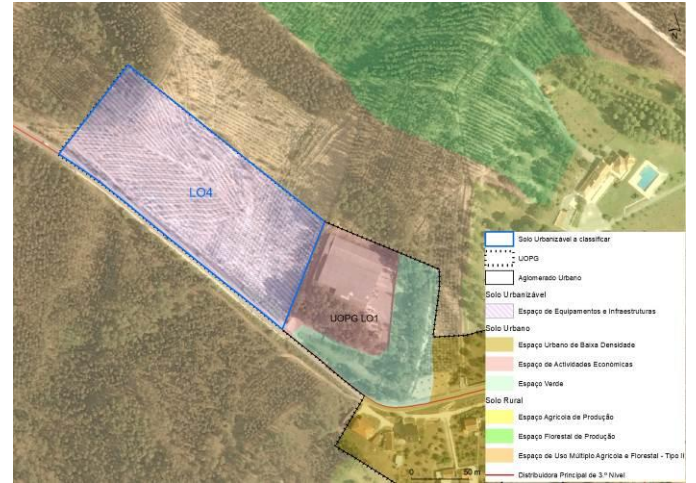 LO4
UOPG LO1
Solo Urbanizável a classificar
UOPG
Aglomerado Urbano
Solo Urbanizável
Espaço de Equipamentos e Infraestruturas
Solo Urbano
Espaço Urbano de Baixa Densidade
Espaço de Actividades Económicas
Espaço Verde
Solo Rural
Espaço Agrícola de Produção
Espaço Florestal de Produção
Espaço de Uso Múltiplo Agrícola e Florestal - Tipo II
Distribuidora Principal de 3.º Nível
0 50 m